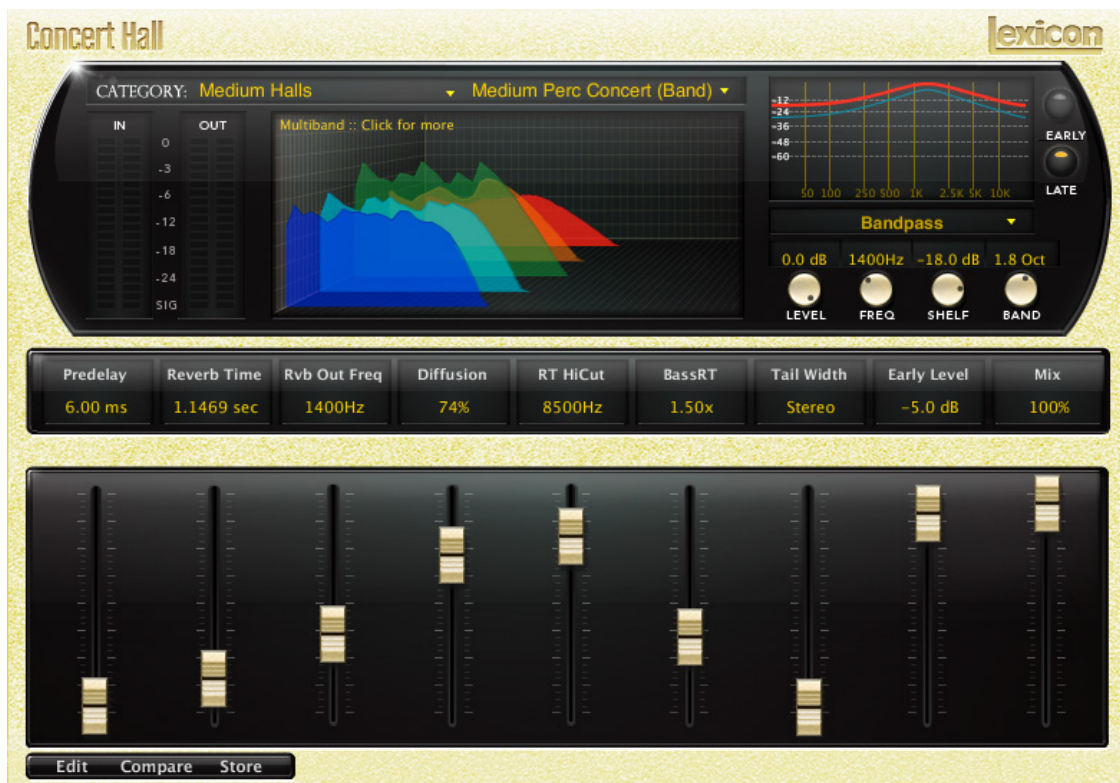 Concert Hall
lexicon
CATEGORY: Medium Halls
Medium Perc Concert (Band)
IN
OUT
0
-3
-6
-12
-18
-24
SIG
Multiband :: Click for more
-12
-24
-36
-48
-60
50 100 250 500 1K 2.5K 5K 10K
EARLY
LATE
Bandpass
0.0 dB 1400Hz -18.0 dB 1.8 Oct
LEVEL FREQ SHELF BAND
Predelay Reverb Time Rvb Out Freq Diffusion RT HiCut BassRT Tail Width Early Level Mix
6.00 ms 1.1469 sec 1400Hz 74% 8500Hz 1.50x Stereo -5.0 dB 100%
Edit Compare Store